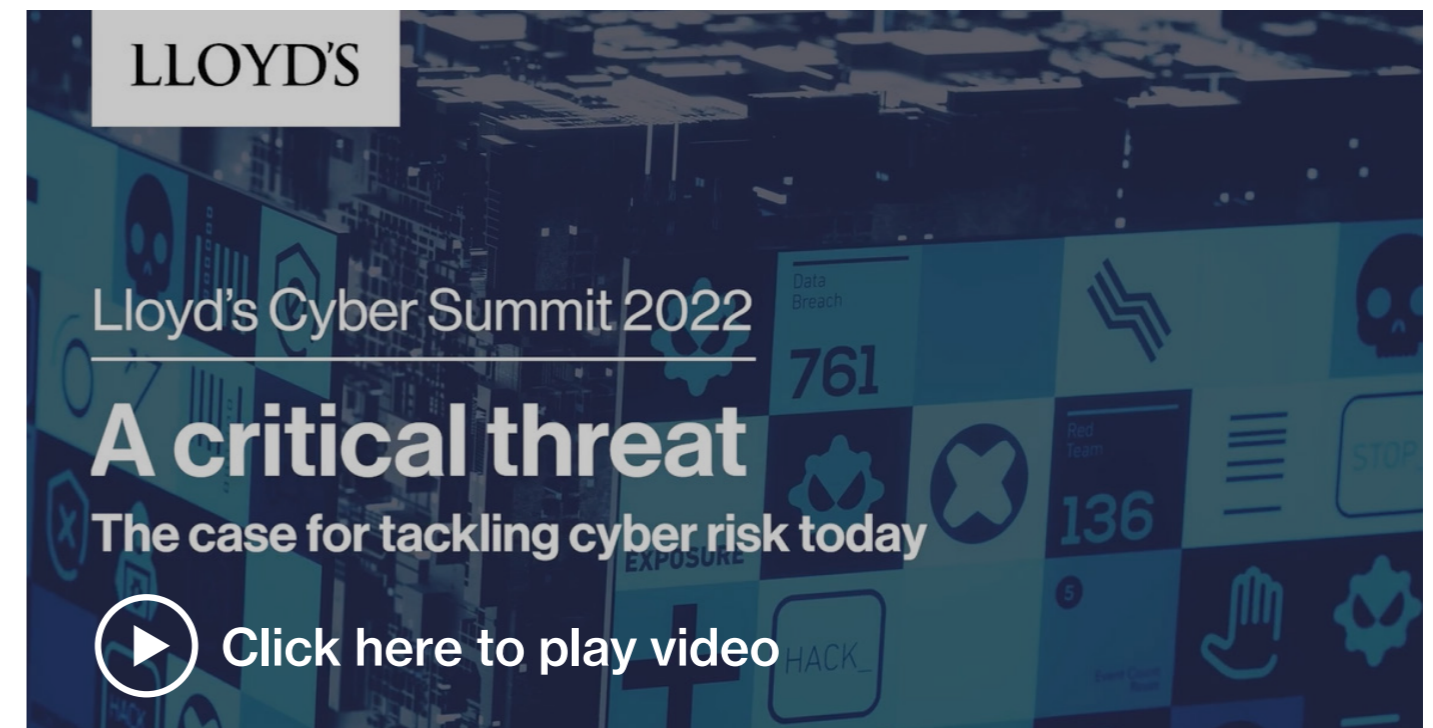 LLOYD'S
Lloyd's Cyber Summit 2022
A critical threat
The case for tackling cyber risk today
Click here to play video
Data
Breach
761
Red
Team
136
STOP
EXPOSURE
HACK_
5
HACK